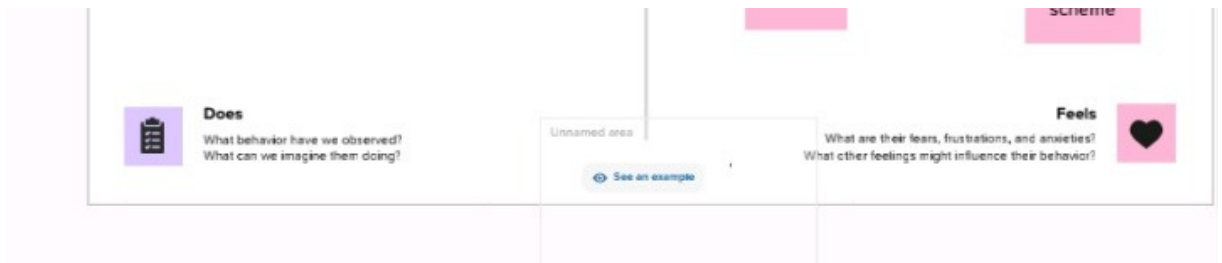 scheme
Does
What behavior have we observed?
What can we imagine them doing?
Unnamed area
See an example
Feels
What are their fears, frustrations, and anxieties?
What other feelings might influence their behavior?